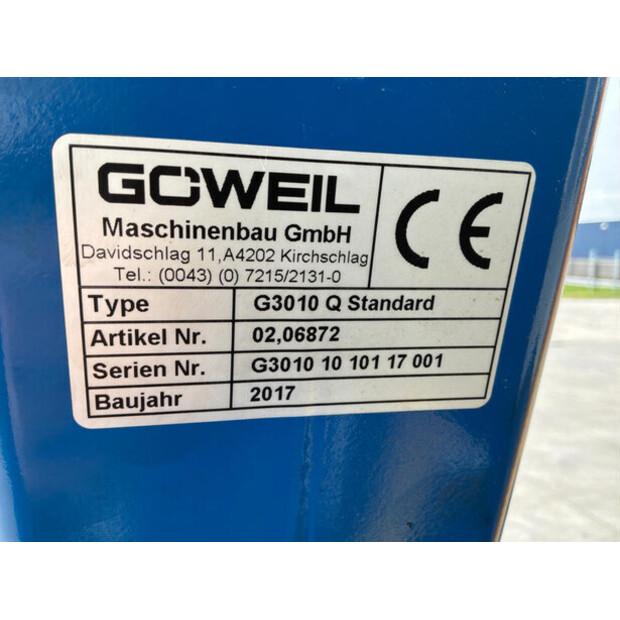 GÖWEIL
Maschinenbau GmbH
Davidschlag 11,A4202 Kirchschlag
Tel.: (0043) (0) 7215/2131-0
CE
Type G3010 Q Standard
Artikel Nr. 02,06872
Serien Nr. G3010 10 101 17 001
Baujahr 2017